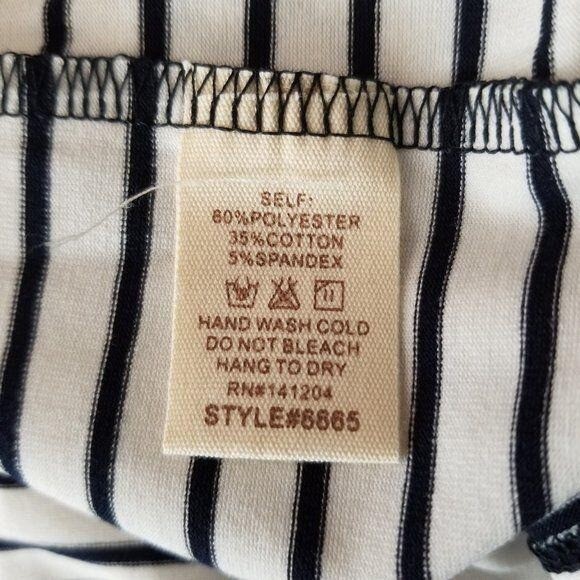 SELF:
60%POLYESTER
35%COTTON
5%SPANDEX
HAND WASH COLD
DO NOT BLEACH
HANG TO DRY
RN#141204
STYLE#6665